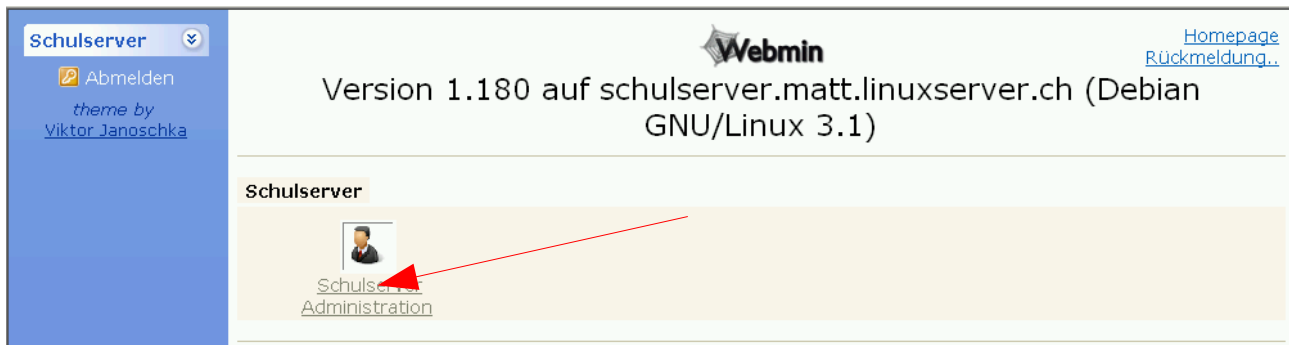 Schulserver
Abmelden
theme by
Viktor Janoschka
Webmin
Homepage
Rückmeldung..
Version 1.180 auf schulserver.matt.linuxserver.ch (Debian
GNU/Linux 3.1)
Schulserver
Schulserver
Administration